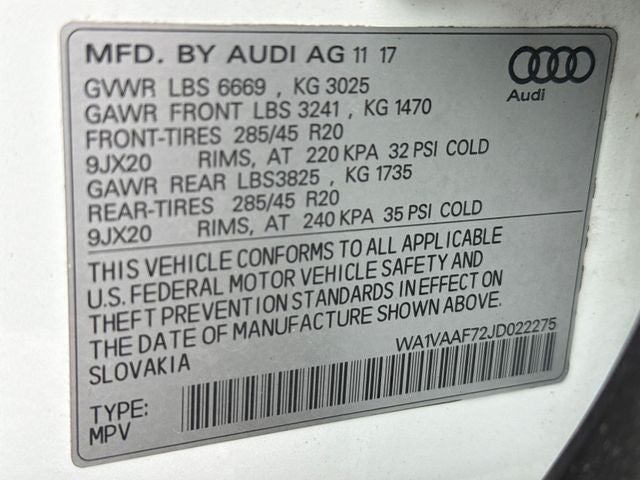 MFD. BY AUDI AG 11 17
Audi
GVWR LBS 6669 , KG 3025
GAWR FRONT LBS 3241 , KG 1470
FRONT-TIRES 285/45 R20
9JX20 RIMS, AT 220 KPA 32 PSI COLD
GAWR REAR LBS3825 , KG 1735
REAR-TIRES 285/45 R20
9JX20 RIMS, AT 240 KPA 35 PSI COLD
THIS VEHICLE CONFORMS TO ALL APPLICABLE
U.S. FEDERAL MOTOR VEHICLE SAFETY AND
THEFT PREVENTION STANDARDS IN EFFECT ON
THE DATE OF MANUFACTURE SHOWN ABOVE.
SLOVAKIA
WA1VAAF72JD022275
TYPE:
MPV